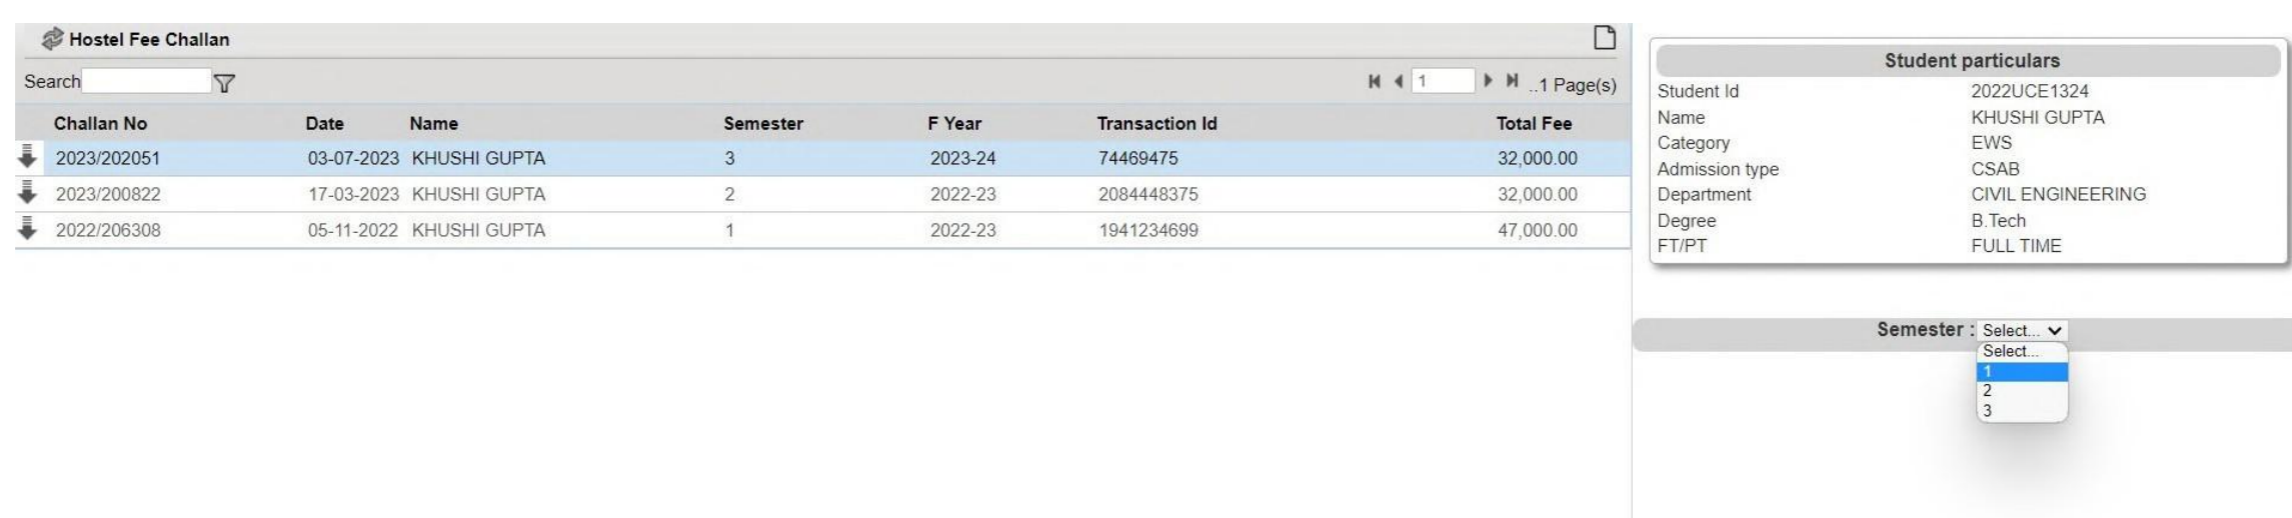 Hostel Fee Challan
Search
1 ..1 Page(s)
Challan No Date Name Semester F Year Transaction Id Total Fee
2023/202051 03-07-2023 KHUSHI GUPTA 3 2023-24 74469475 32,000.00
2023/200822 17-03-2023 KHUSHI GUPTA 2 2022-23 2084448375 32,000.00
2022/206308 05-11-2022 KHUSHI GUPTA 1 2022-23 1941234699 47,000.00
Student particulars
Student Id 2022UCE1324
Name KHUSHI GUPTA
Category EWS
Admission type CSAB
Department CIVIL ENGINEERING
Degree B.Tech
FT/PT FULL TIME
Semester : Select...
Select...
1
2
3